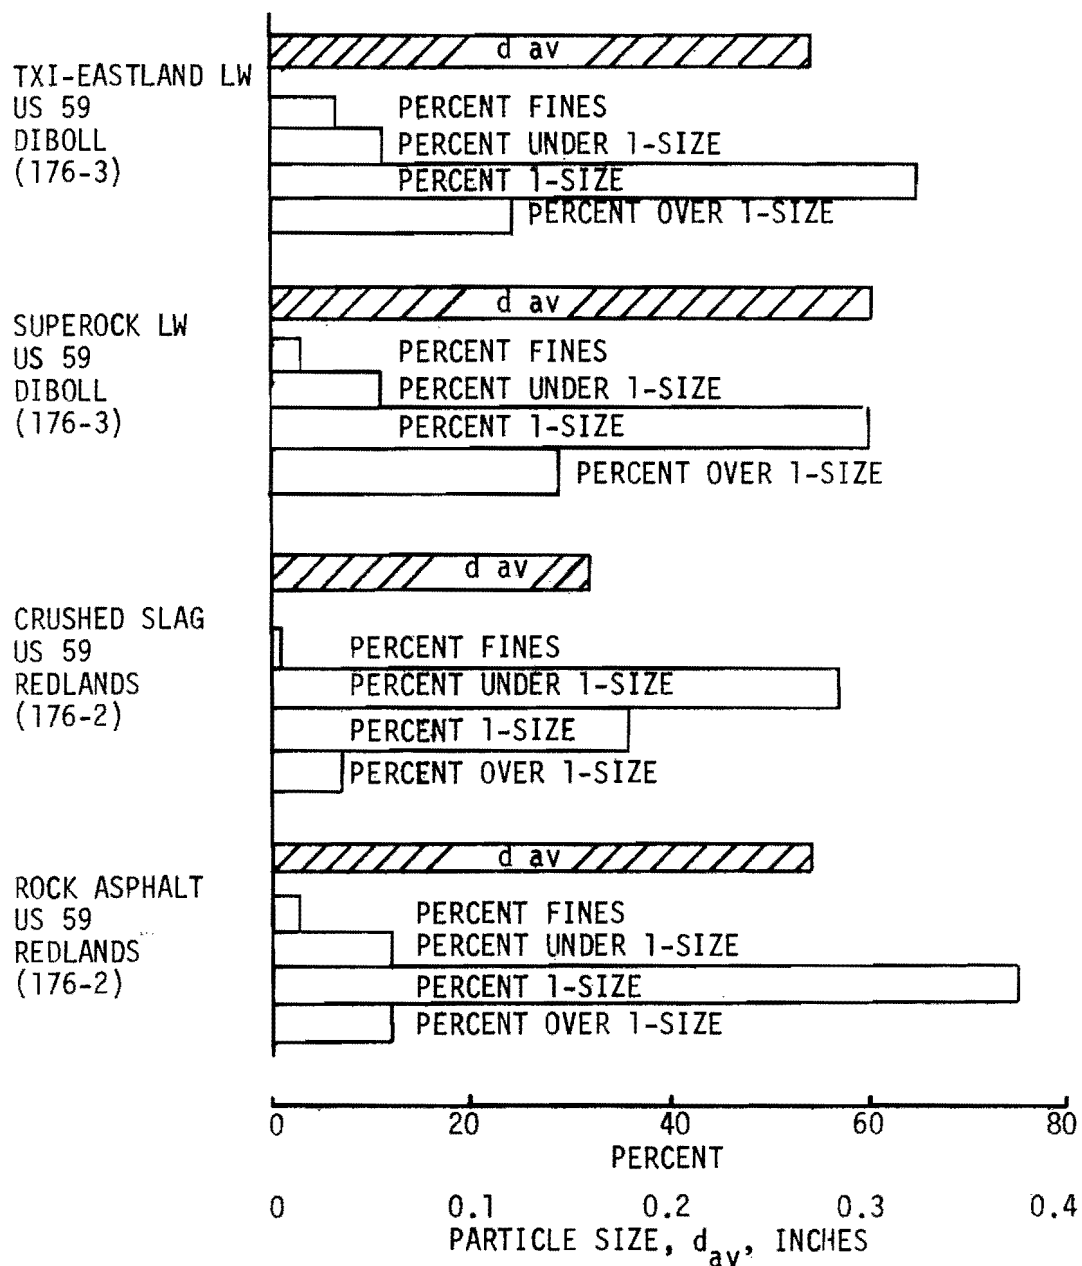 d av
TXI-EASTLAND LW
US 59
DIBOLL
(176-3)
PERCENT FINES
PERCENT UNDER 1-SIZE
PERCENT 1-SIZE
PERCENT OVER 1-SIZE
d av
SUPEROCK LW
US 59
DIBOLL
(176-3)
PERCENT FINES
PERCENT UNDER 1-SIZE
PERCENT 1-SIZE
PERCENT OVER 1-SIZE
d av
CRUSHED SLAG
US 59
REDLANDS
(176-2)
PERCENT FINES
PERCENT UNDER 1-SIZE
PERCENT 1-SIZE
PERCENT OVER 1-SIZE
d av
ROCK ASPHALT
US 59
REDLANDS
(176-2)
PERCENT FINES
PERCENT UNDER 1-SIZE
PERCENT 1-SIZE
PERCENT OVER 1-SIZE
0 20 40 60 80
PERCENT
0 0.1 0.2 0.3 0.4
PARTICLE SIZE, dav, INCHES